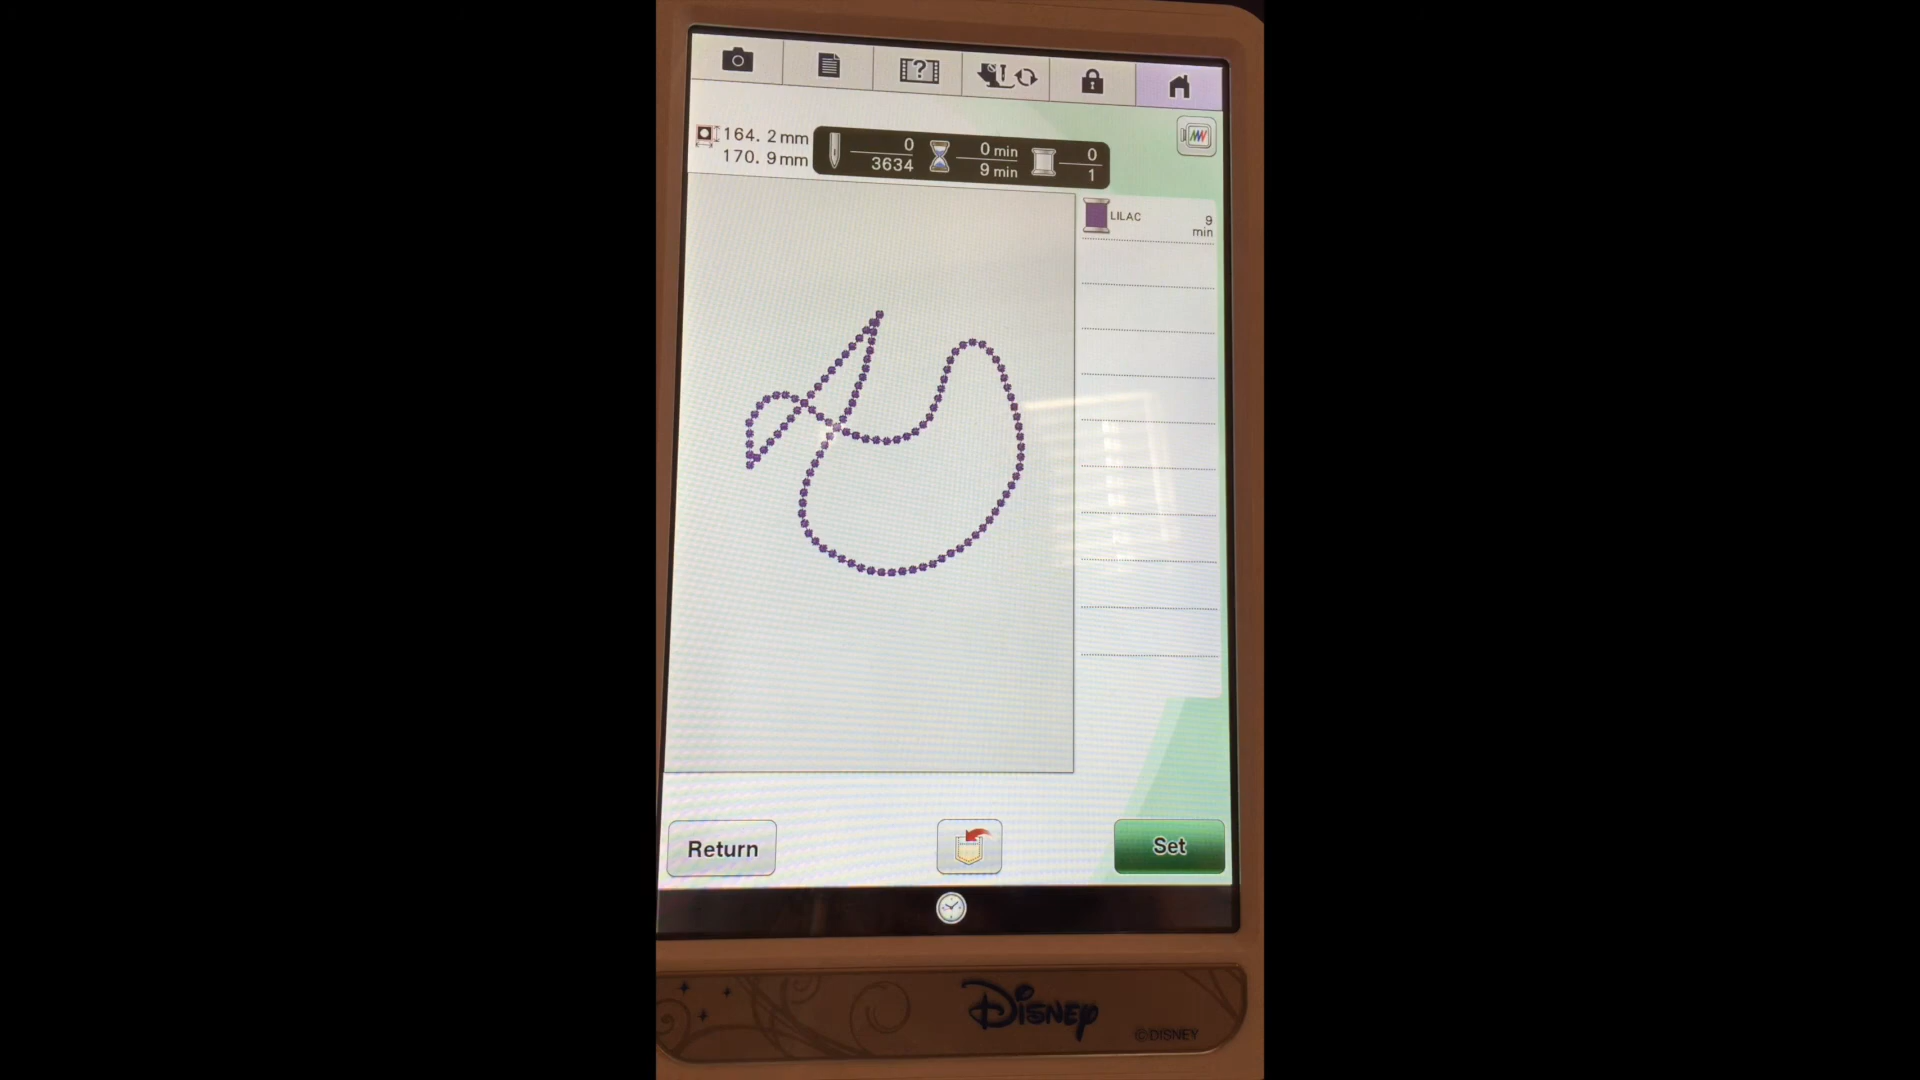 ?
164. 2 mm
170. 9 mm
0
3634
0 min
9 min
0
1
LILAC
9
min
Return
Set
Disney
©DISNEY